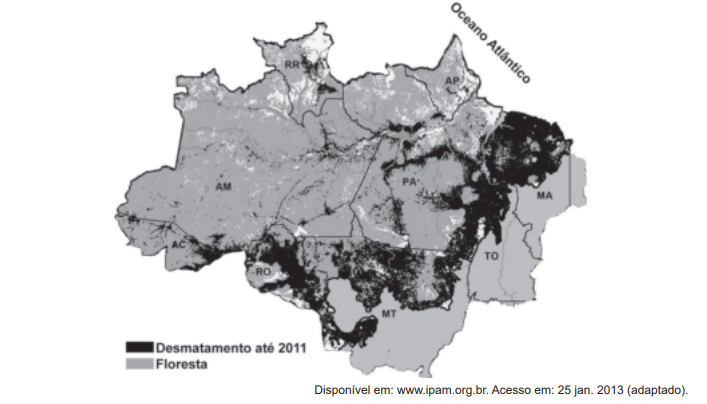 Oceano Atlântico
RR
AP
AM
PA
MA
AC
RO
TO
MT
Desmatamento até 2011
Floresta
Disponível em: www.ipam.org.br. Acesso em: 25 jan. 2013 (adaptado).